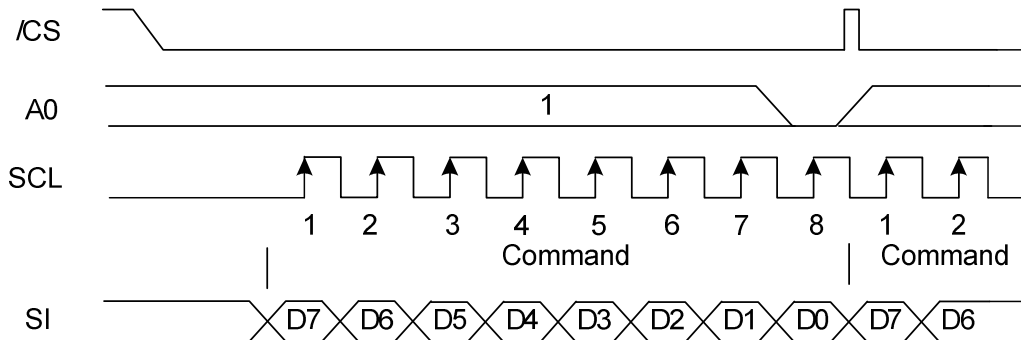 /CS
A0
1
SCL
1 2 3 4 5 6 7 8 1 2
Command Command
SI
D7 D6 D5 D4 D3 D2 D1 D0 D7 D6